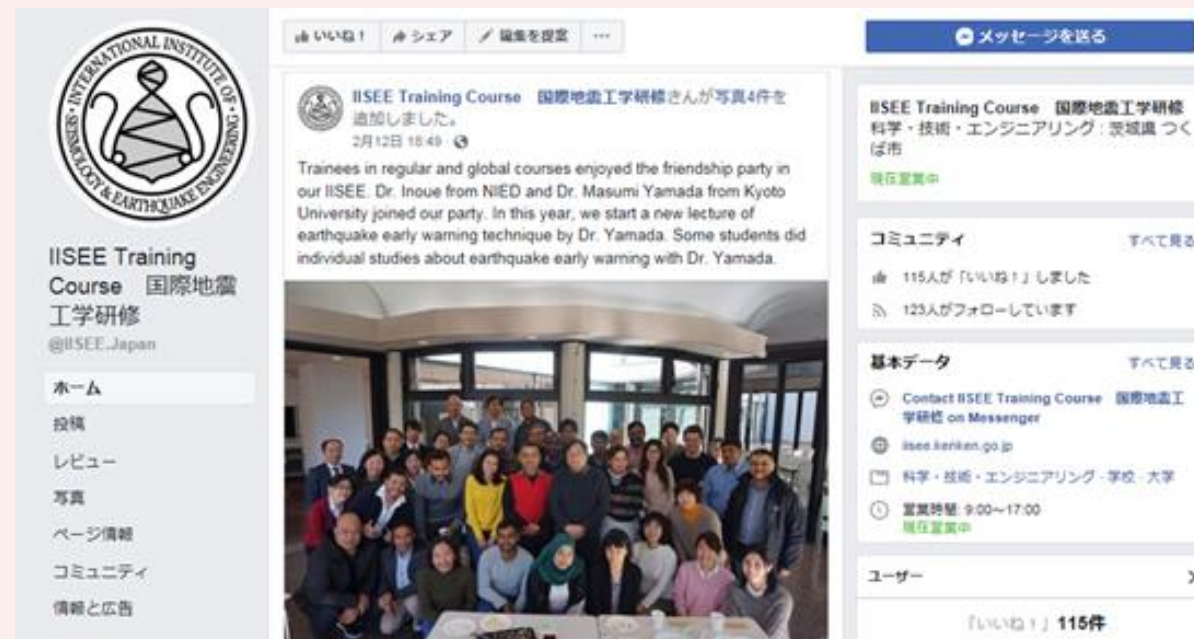 INTERNATIONAL INSTITUTE OF SEISMOLOGY & EARTHQUAKE ENGINEERING
IISEE Training
Course 国際地震
工学研修
@IISEE.Japan
ホーム
投稿
レビュー
写真
ページ情報
コミュニティ
情報と広告
いいね! シェア 編集を提案 ...
IISEE Training Course 国際地震工学研修さんが写真4件を
追加しました。
2月12日 18:49
Trainees in regular and global courses enjoyed the friendship party in
our IISEE. Dr. Inoue from NIED and Dr. Masumi Yamada from Kyoto
University joined our party. In this year, we start a new lecture of
earthquake early warning technique by Dr. Yamada. Some students did
individual studies about earthquake early warning with Dr. Yamada.
メッセージを送る
IISEE Training Course 国際地震工学研修
科学・技術・エンジニアリング : 茨城県 つく
ば市
現在営業中
コミュニティ すべて見る
115人が「いいね!」しました
123人がフォローしています
基本データ すべて見る
Contact IISEE Training Course 国際地震工
学研修 on Messenger
iisee.kenken.go.jp
科学・技術・エンジニアリング · 学校 · 大学
営業時間: 9:00~17:00
現在営業中
ユーザー
「いいね!」115件